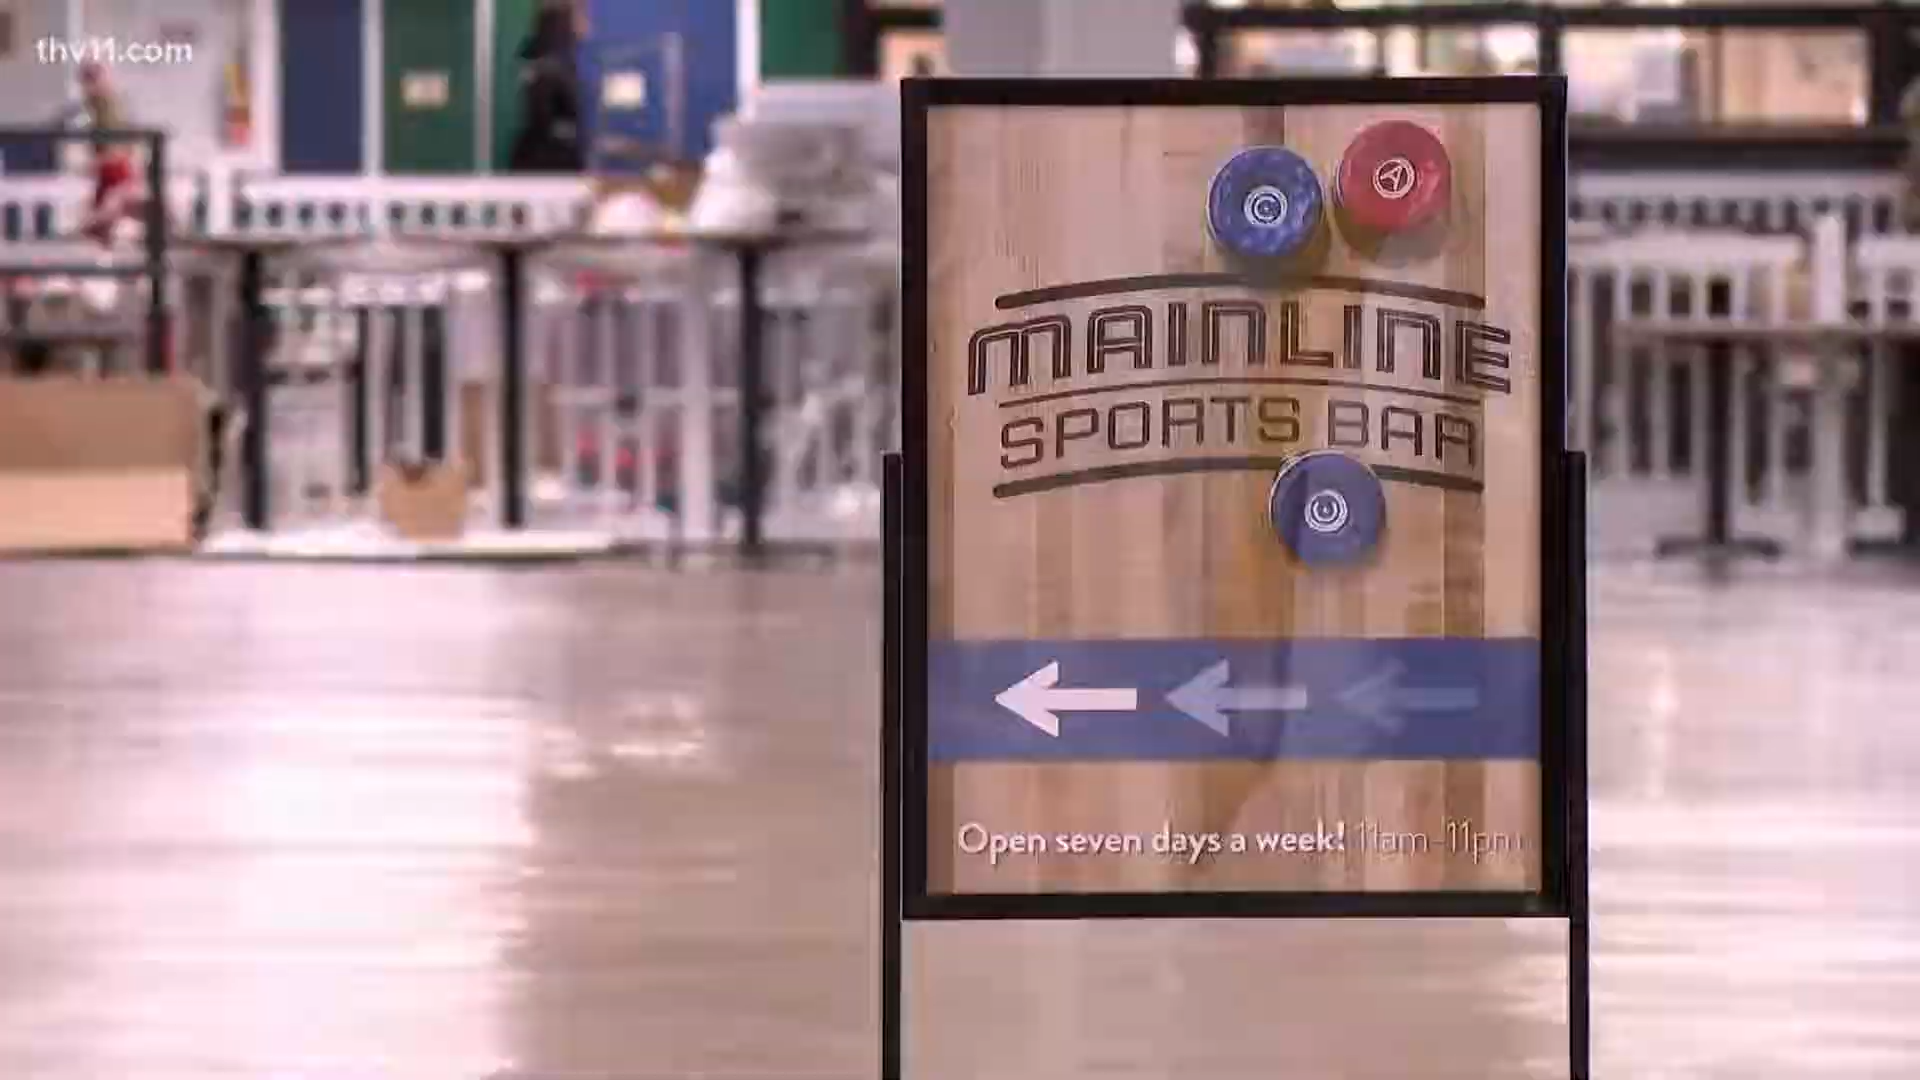 thv11.com
C
A
MAINLINE
SPORTS BAR
U
Open seven days a week! 11am-11pm